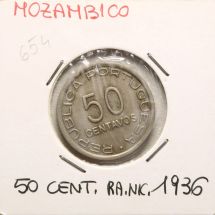 MOZAMBICO
654
REPUBLICA PORTUGUESA
50
CENTAVOS
50 CENT. RA.NK. 1936